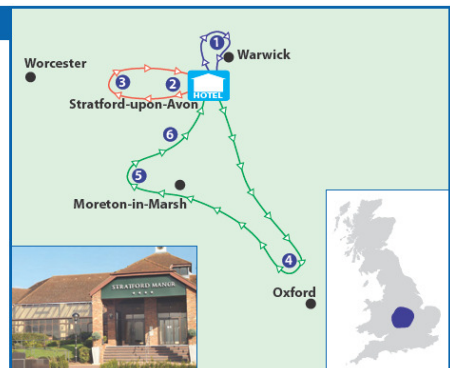 1
Warwick
Worcester
3
2
HOTEL
Stratford-upon-Avon
6
5
Moreton-in-Marsh
4
Oxford
STRATFORD MANOR